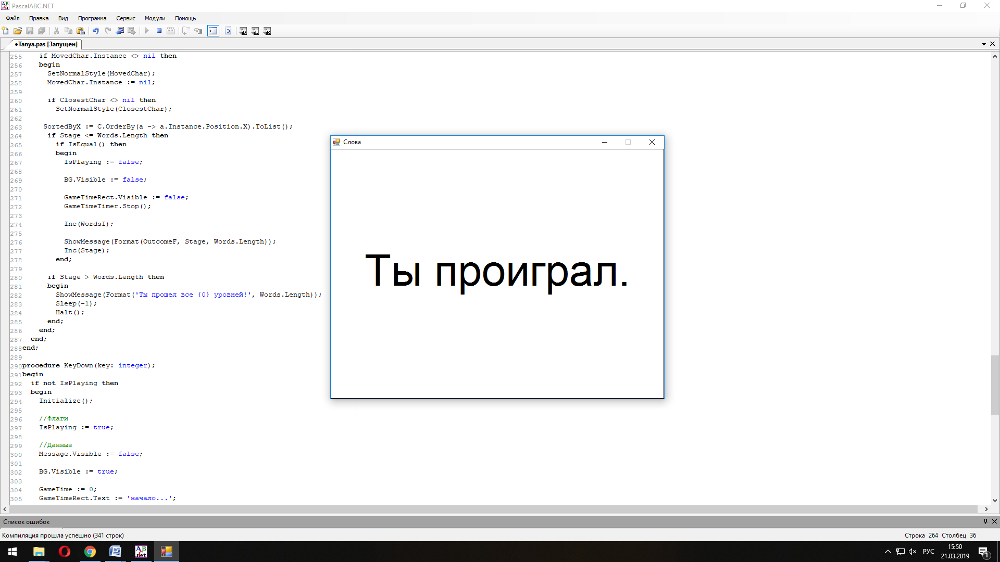 PascalABC.NET
Файл Правка Вид Программа Сервис Модули Помощь
•Tanya.pas [Запущен]
255 if MovedChar.Instance <> nil then
256 begin
257 SetNormalStyle(MovedChar);
258 MovedChar.Instance := nil;
259
260 if ClosestChar <> nil then
261 SetNormalStyle(ClosestChar);
262
263 SortedByX := C.OrderBy(a -> a.Instance.Position.X).ToList();
264 if Stage <= Words.Length then
265 if IsEqual() then
266 begin
267 IsPlaying := false;
268
269 BG.Visible := false;
270
271 GameTimeRect.Visible := false;
272 GameTimeTimer.Stop();
273
274 Inc(WordsI);
275
276 ShowMessage(Format(OutcomeF, Stage, Words.Length));
277 Inc(Stage);
278 end;
279
280 if Stage > Words.Length then
281 begin
282 ShowMessage(Format('Ты прошел все {0} уровней!', Words.Length));
283 Sleep(-1);
284 Halt();
285 end;
286 end;
287 end;
288 end;
289
290 procedure KeyDown(key: integer);
291 begin
292 if not IsPlaying then
293 begin
294 Initialize();
295
296 //Флаги
297 IsPlaying := true;
298
299 //Данные
300 Message.Visible := false;
301
302 BG.Visible := true;
303
304 GameTime := 0;
305 GameTimeRect.Text := 'начало...';
Слова
Ты проиграл.
Список ошибок
Компиляция прошла успешно (341 строк)
Строка 264 Столбец 36
РУС
15:50
21.03.2019
1